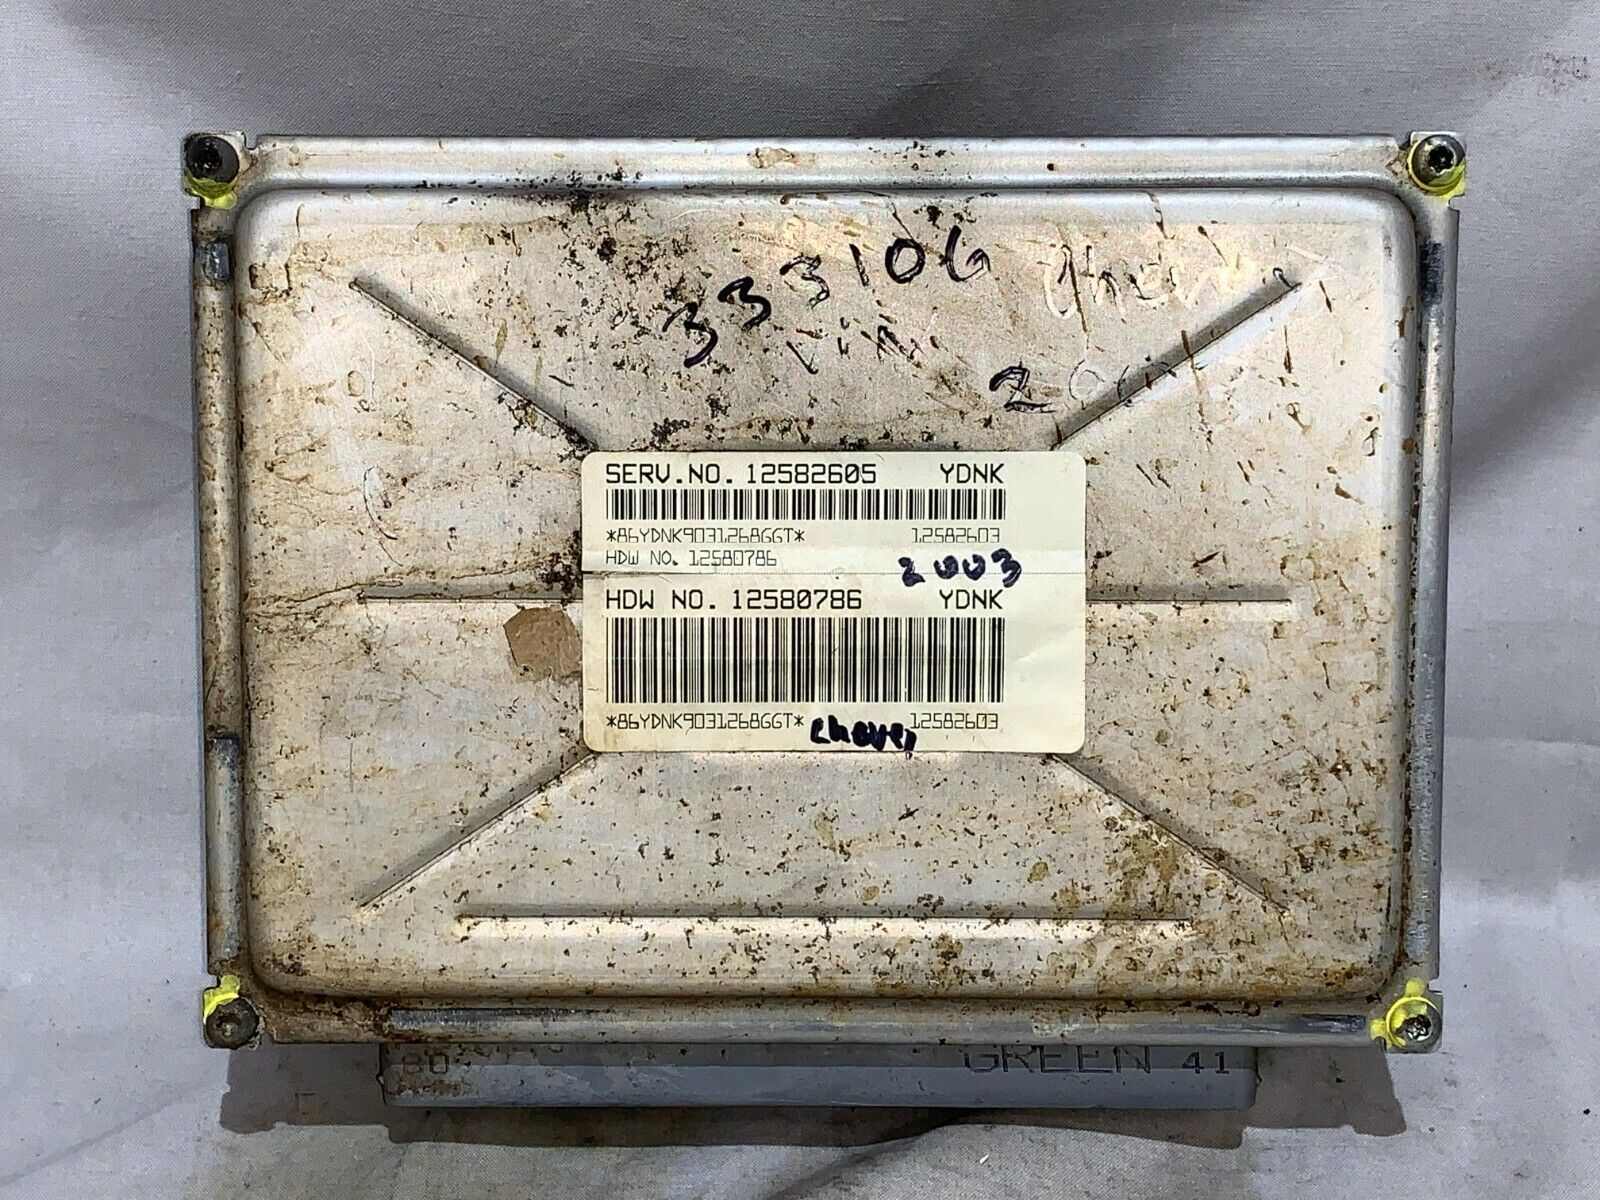 333106
vin
SERV.NO. 12582605 YDNK
*86YDNK9031268GGT* 12582603
HDW NO. 12580786
2003
HDW NO. 12580786 YDNK
*86YDNK9031268GGT* 12582603
chevy
80 GREEN 41